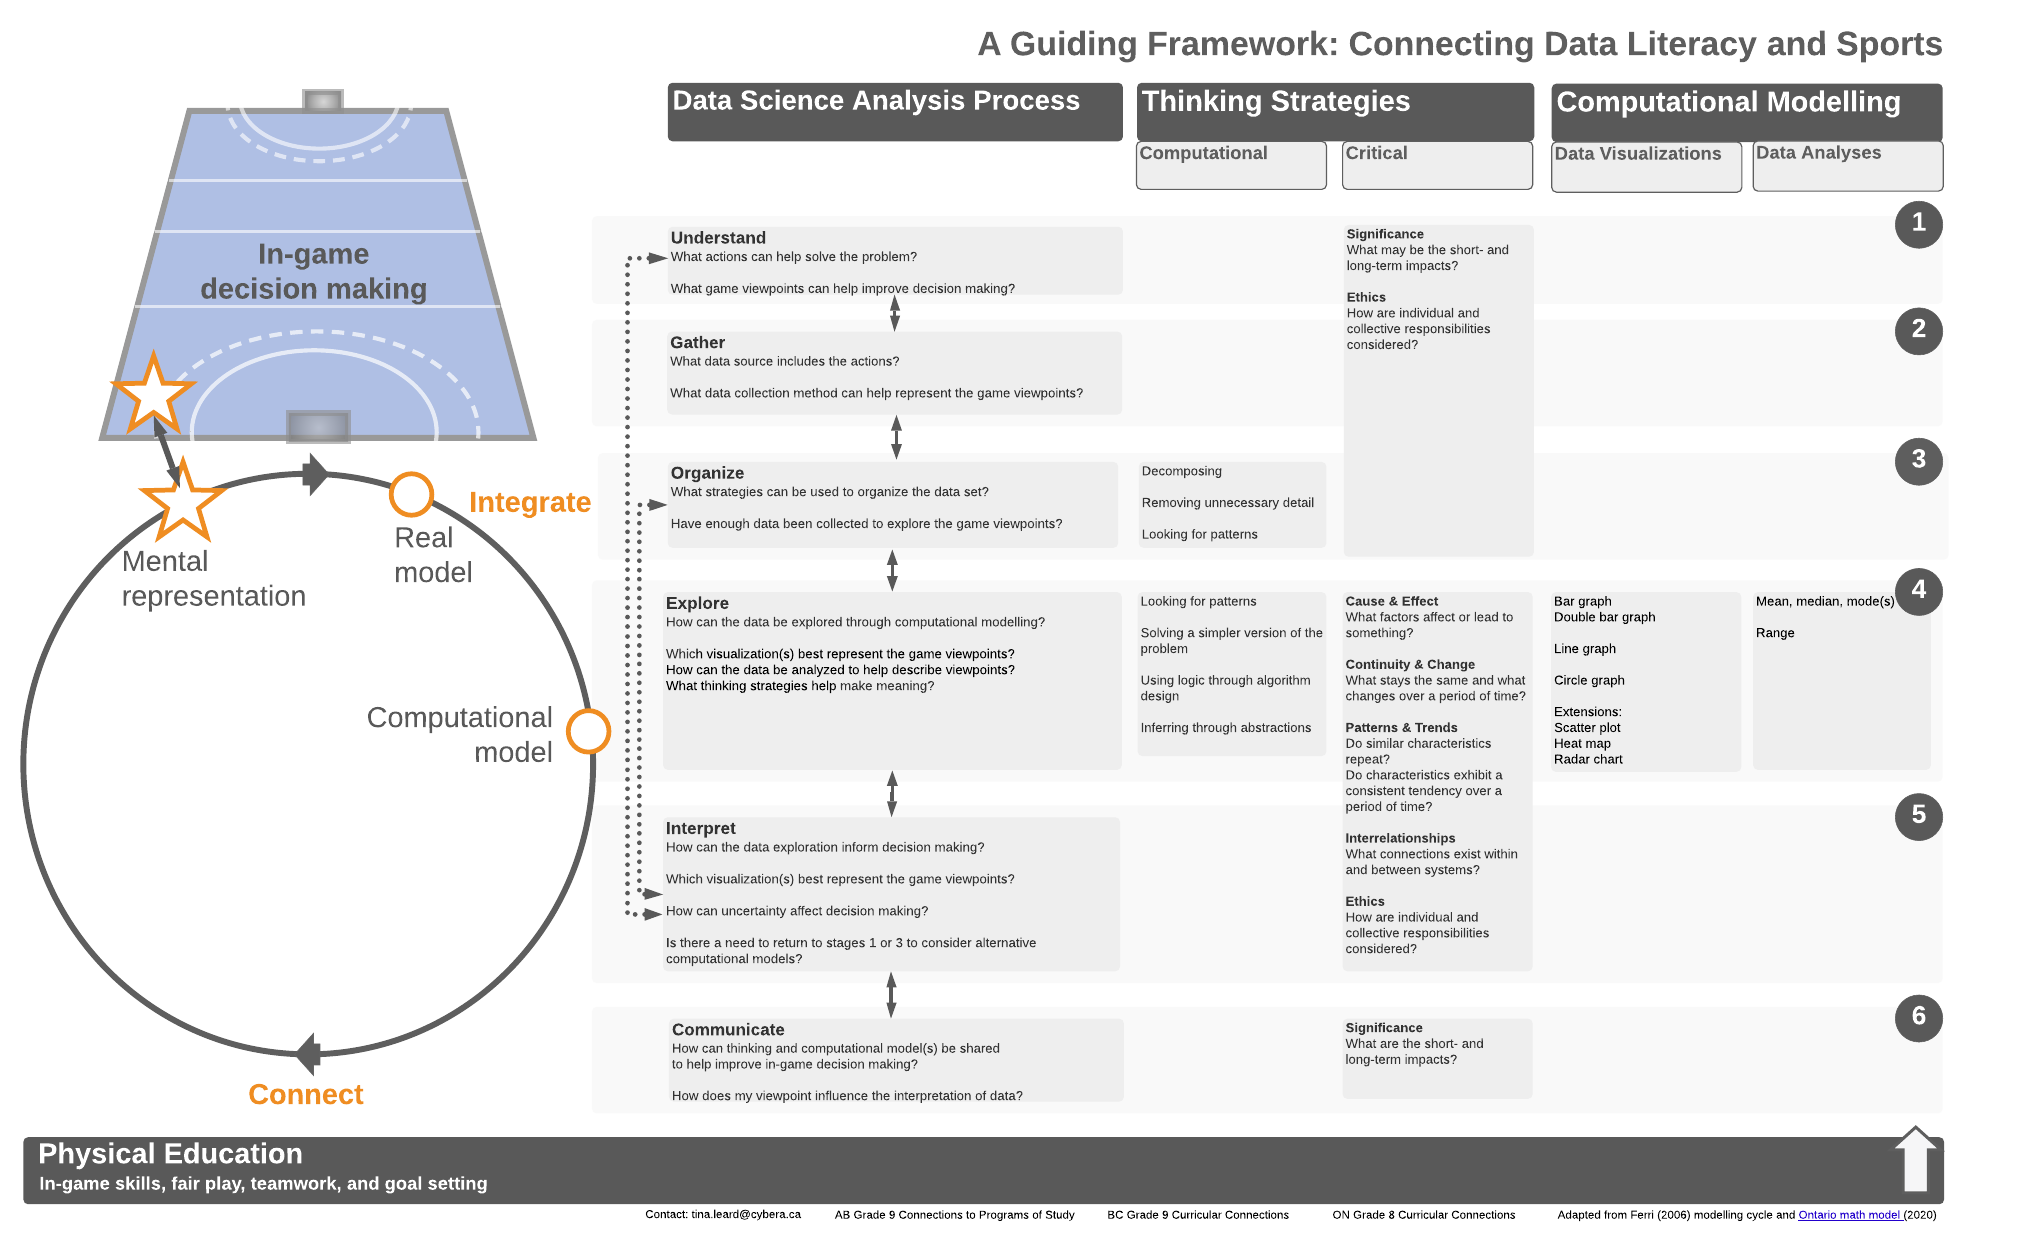 A Guiding Framework: Connecting Data Literacy and Sports
Data Science Analysis Process
Thinking Strategies
Computational Modelling
Computational
Critical
Data Visualizations
Data Analyses
In-game
decision making
Mental
representation
Real
model
Integrate
Computational
model
Connect
1
Understand
What actions can help solve the problem?
What game viewpoints can help improve decision making?
Significance
What may be the short- and
long-term impacts?
Ethics
How are individual and
collective responsibilities
considered?
2
Gather
What data source includes the actions?
What data collection method can help represent the game viewpoints?
3
Organize
What strategies can be used to organize the data set?
Have enough data been collected to explore the game viewpoints?
Decomposing
Removing unnecessary detail
Looking for patterns
4
Explore
How can the data be explored through computational modelling?
Which visualization(s) best represent the game viewpoints?
How can the data be analyzed to help describe viewpoints?
What thinking strategies help make meaning?
Looking for patterns
Solving a simpler version of the
problem
Using logic through algorithm
design
Inferring through abstractions
Cause & Effect
What factors affect or lead to
something?
Continuity & Change
What stays the same and what
changes over a period of time?
Patterns & Trends
Do similar characteristics
repeat?
Do characteristics exhibit a
consistent tendency over a
period of time?
Interrelationships
What connections exist within
and between systems?
Ethics
How are individual and
collective responsibilities
considered?
Bar graph
Double bar graph
Line graph
Circle graph
Extensions:
Scatter plot
Heat map
Radar chart
Mean, median, mode(s)
Range
5
Interpret
How can the data exploration inform decision making?
Which visualization(s) best represent the game viewpoints?
How can uncertainty affect decision making?
Is there a need to return to stages 1 or 3 to consider alternative
computational models?
6
Communicate
How can thinking and computational model(s) be shared
to help improve in-game decision making?
How does my viewpoint influence the interpretation of data?
Significance
What are the short- and
long-term impacts?
Physical Education
In-game skills, fair play, teamwork, and goal setting
Contact: tina.leard@cybera.ca
AB Grade 9 Connections to Programs of Study
BC Grade 9 Curricular Connections
ON Grade 8 Curricular Connections
Adapted from Ferri (2006) modelling cycle and Ontario math model (2020)